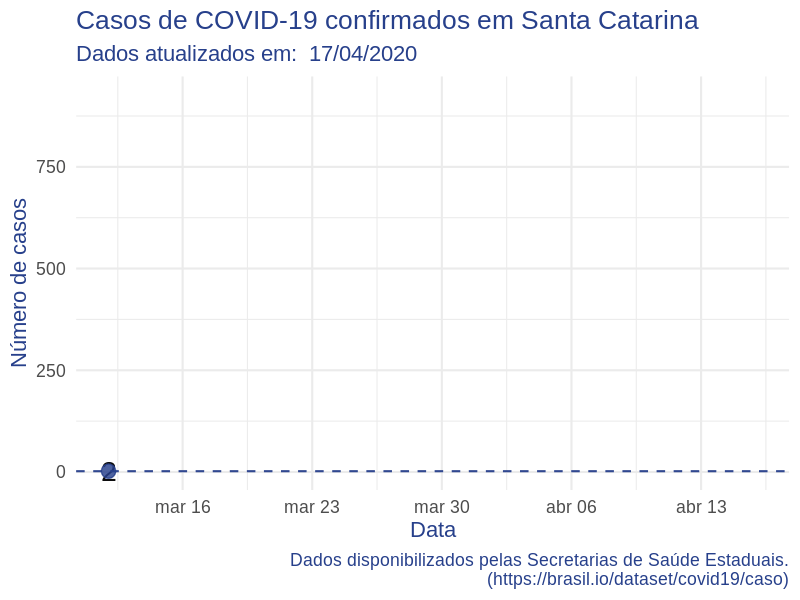 Casos de COVID-19 confirmados em Santa Catarina
Dados atualizados em:  17/04/2020
750
500
250
0
Número de casos
2
mar 16
mar 23
mar 30
abr 06
abr 13
Data
Dados disponibilizados pelas Secretarias de Saúde Estaduais.
(https://brasil.io/dataset/covid19/caso)